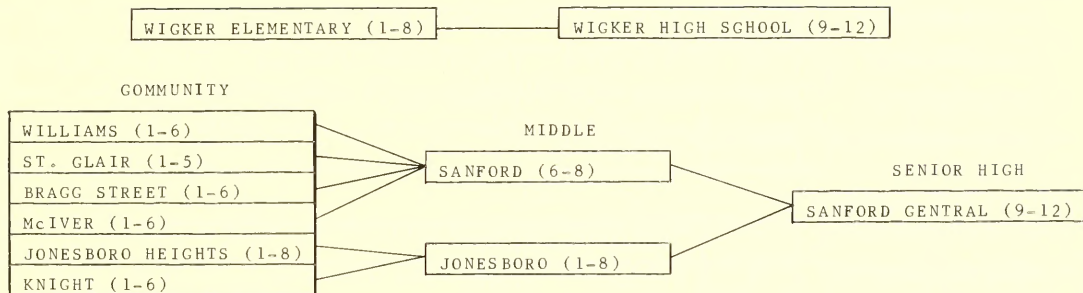 WIGKER ELEMENTARY (1-8)
WIGKER HIGH SGHOOL (9-12)
GOMMUNITY
WILLIAMS (1-6)
ST. GLAIR (1-5)
BRAGG STREET (1-6)
McIVER (1-6)
JONESBORO HEIGHTS (1-8)
KNIGHT (1-6)
MIDDLE
SANFORD (6-8)
JONESBORO (1-8)
SENIOR HIGH
SANFORD GENTRAL (9-12)